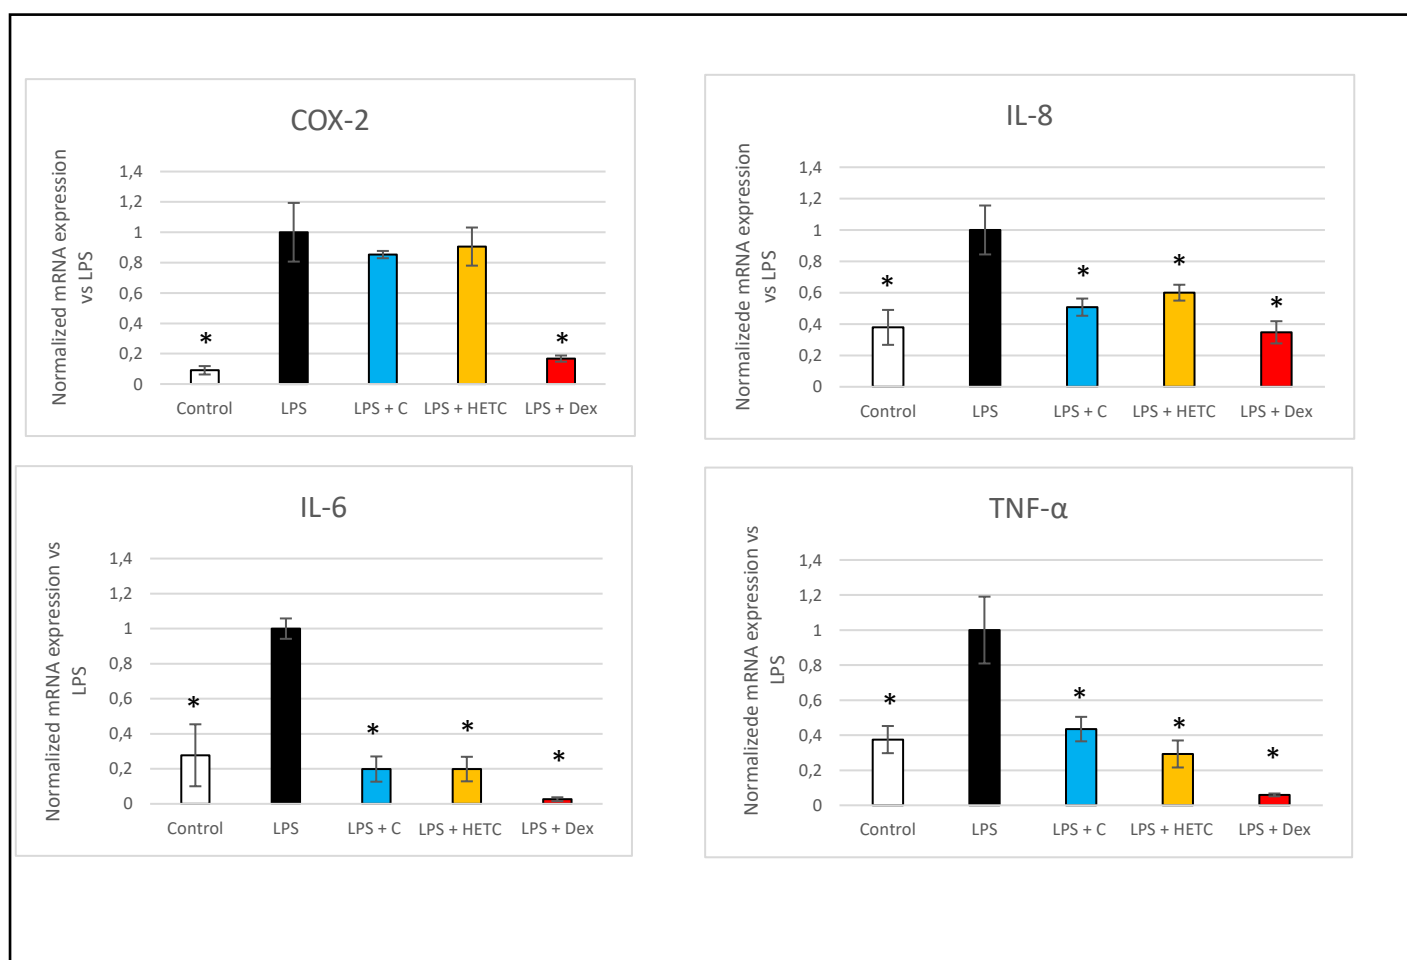 COX-2
Normalized mRNA expression
vs LPS
1,4
1,2
1
0,8
0,6
0,4
0,2
0
*
*
Control
LPS
LPS + C
LPS + HETC
LPS + Dex
IL-8
Normalizede mRNA expression
vs LPS
1,4
1,2
1
0,8
0,6
0,4
0,2
0
*
*
*
*
Control
LPS
LPS + C
LPS + HETC
LPS + Dex
IL-6
Normalized mRNA expression vs
LPS
1,4
1,2
1
0,8
0,6
0,4
0,2
0
*
*
*
*
Control
LPS
LPS + C
LPS + HETC
LPS + Dex
TNF-α
Normalizede mRNA expression vs
LPS
1,4
1,2
1
0,8
0,6
0,4
0,2
0
*
*
*
*
Control
LPS
LPS + C
LPS + HETC
LPS + Dex